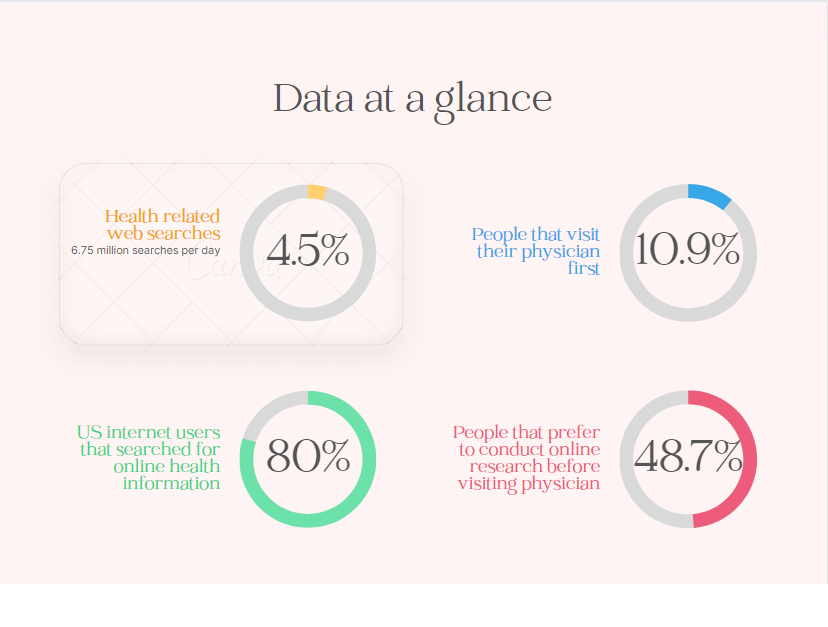 Data at a glance
Health related
web searches
6.75 million searches per day
4.5%
People that visit
their physician
first
10.9%
US internet users
that searched for
online health
information
80%
People that prefer
to conduct online
research before
visiting physician
48.7%